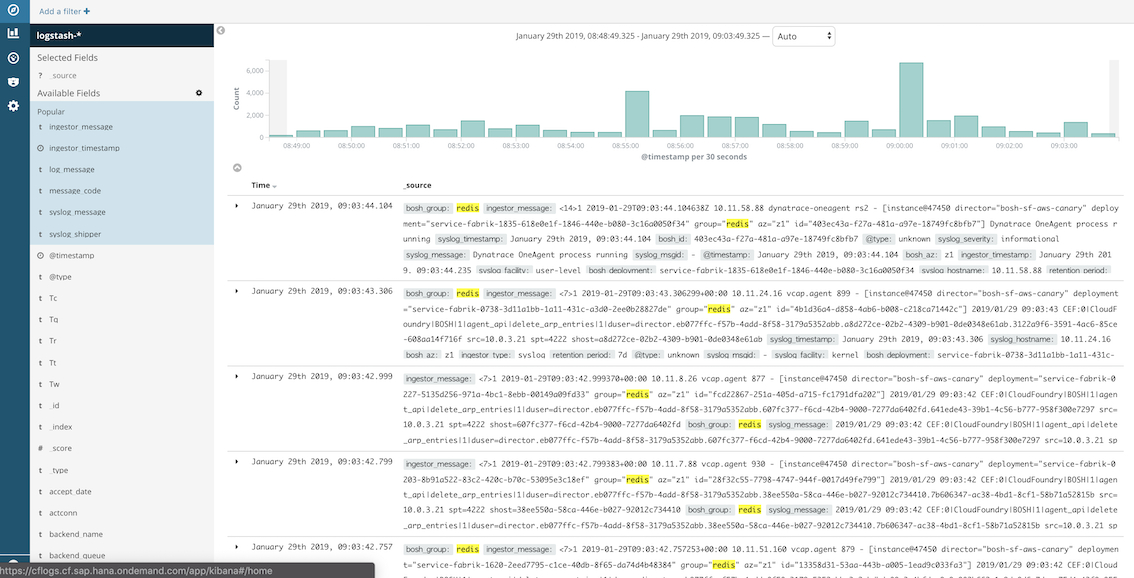 Add a filter +
logstash-*
Selected Fields
? _source
Available Fields
Popular
t ingestor_message
ingestor_timestamp
t log_message
t message_code
t syslog_message
t syslog_shipper
@timestamp
t @type
t Tc
t Tq
t Tr
t Tt
t Tw
t _id
t _index
# _score
t _type
t accept_date
t actconn
t backend_name
t backend_queue
https://cflogs.cf.sap.hana.ondemand.com/app/kibana#/home
January 29th 2019, 08:48:49.325 - January 29th 2019, 09:03:49.325 — Auto
Count
6,000
4,000
2,000
0
08:49:00 08:50:00 08:51:00 08:52:00 08:53:00 08:54:00 08:55:00 08:56:00 08:57:00 08:58:00 08:59:00 09:00:00 09:01:00 09:02:00 09:03:00
@timestamp per 30 seconds
Time _source
January 29th 2019, 09:03:44.104 bosh_group: redis ingestor_message: <14>1 2019-01-29T09:03:44.104638Z 10.11.58.88 dynatrace-oneagent rs2 - [instance@47450 director="bosh-sf-aws-canary" deploy
ment="service-fabrik-1835-618e0e1f-1846-440e-b080-3c16a0050f34" group="redis" az="z1" id="403ec43a-f27a-481a-a97e-18749fc8bfb7"] Dynatrace OneAgent process r
unning syslog_timestamp: January 29th 2019, 09:03:44.104 bosh_id: 403ec43a-f27a-481a-a97e-18749fc8bfb7 @type: unknown syslog_severity: informational
syslog_message: Dynatrace OneAgent process running syslog_msgid: - @timestamp: January 29th 2019, 09:03:44.104 bosh_az: z1 ingestor_timestamp: January 29th 201
9, 09:03:44.235 syslog_facility: user-level bosh_deployment: service-fabrik-1835-618e0e1f-1846-440e-b080-3c16a0050f34 syslog_hostname: 10.11.58.88 retention_period:
January 29th 2019, 09:03:43.306 bosh_group: redis ingestor_message: <7>1 2019-01-29T09:03:43.306299+00:00 10.11.24.16 vcap.agent 899 - [instance@47450 director="bosh-sf-aws-canary" deployment
="service-fabrik-0738-3d11a1bb-1a11-431c-a3d0-2ee0b28827de" group="redis" az="z1" id="4b1d36a4-d858-4ab6-b008-c218ca71442c"] 2019/01/29 09:03:43 CEF:0|CloudF
oundry|BOSH|1|agent_api|delete_arp_entries|1|duser=director.eb077ffc-f57b-4add-8f58-3179a5352abb.a8d272ce-02b2-4309-b901-0de0348e61ab.3122a9f6-3591-4ac6-85ce
-608aa14f716f src=10.0.3.21 spt=4222 shost=a8d272ce-02b2-4309-b901-0de0348e61ab syslog_timestamp: January 29th 2019, 09:03:43.306 syslog_hostname: 10.11.24.16
bosh_az: z1 ingestor_type: syslog retention_period: 7d @type: unknown syslog_msgid: - syslog_facility: kernel bosh_deployment: service-fabrik-0738-3d11a1bb-1a11-431c-
January 29th 2019, 09:03:42.999 ingestor_message: <7>1 2019-01-29T09:03:42.999370+00:00 10.11.8.26 vcap.agent 877 - [instance@47450 director="bosh-sf-aws-canary" deployment="service-fabrik-0
227-5135d256-971a-4bc1-8ebb-00149a09fd33" group="redis" az="z1" id="fcd22867-251a-405d-a715-fc1791dfa202"] 2019/01/29 09:03:42 CEF:0|CloudFoundry|BOSH|1|agen
t_api|delete_arp_entries|1|duser=director.eb077ffc-f57b-4add-8f58-3179a5352abb.607fc377-f6cd-42b4-9000-7277da6402fd.641ede43-39b1-4c56-b777-958f300e7297 src=
10.0.3.21 spt=4222 shost=607fc377-f6cd-42b4-9000-7277da6402fd bosh_group: redis syslog_message: 2019/01/29 09:03:42 CEF:0|CloudFoundry|BOSH|1|agent_api|delete
_arp_entries|1|duser=director.eb077ffc-f57b-4add-8f58-3179a5352abb.607fc377-f6cd-42b4-9000-7277da6402fd.641ede43-39b1-4c56-b777-958f300e7297 src=10.0.3.21 sp
January 29th 2019, 09:03:42.799 ingestor_message: <7>1 2019-01-29T09:03:42.799383+00:00 10.11.7.88 vcap.agent 930 - [instance@47450 director="bosh-sf-aws-canary" deployment="service-fabrik-0
203-8b91a522-83c2-420c-b70c-53095e3c18ef" group="redis" az="z1" id="28f32c55-7798-4747-944f-0017d49fe799"] 2019/01/29 09:03:42 CEF:0|CloudFoundry|BOSH|1|agen
t_api|delete_arp_entries|1|duser=director.eb077ffc-f57b-4add-8f58-3179a5352abb.38ee550a-58ca-446e-b027-92012c734410.7b606347-ac38-4bd1-8cf1-58b71a52815b src=
10.0.3.21 spt=4222 shost=38ee550a-58ca-446e-b027-92012c734410 bosh_group: redis syslog_message: 2019/01/29 09:03:42 CEF:0|CloudFoundry|BOSH|1|agent_api|delete
_arp_entries|1|duser=director.eb077ffc-f57b-4add-8f58-3179a5352abb.38ee550a-58ca-446e-b027-92012c734410.7b606347-ac38-4bd1-8cf1-58b71a52815b src=10.0.3.21 sp
January 29th 2019, 09:03:42.757 bosh_group: redis ingestor_message: <7>1 2019-01-29T09:03:42.757253+00:00 10.11.51.160 vcap.agent 879 - [instance@47450 director="bosh-sf-aws-canary" deploymen
t="service-fabrik-1620-2eed7795-c1ce-40db-8f65-da74d4b48384" group="redis" az="z1" id="13358d31-53aa-443b-a005-1ead9c033fa3"] 2019/01/29 09:03:42 CEF:0|Cloud